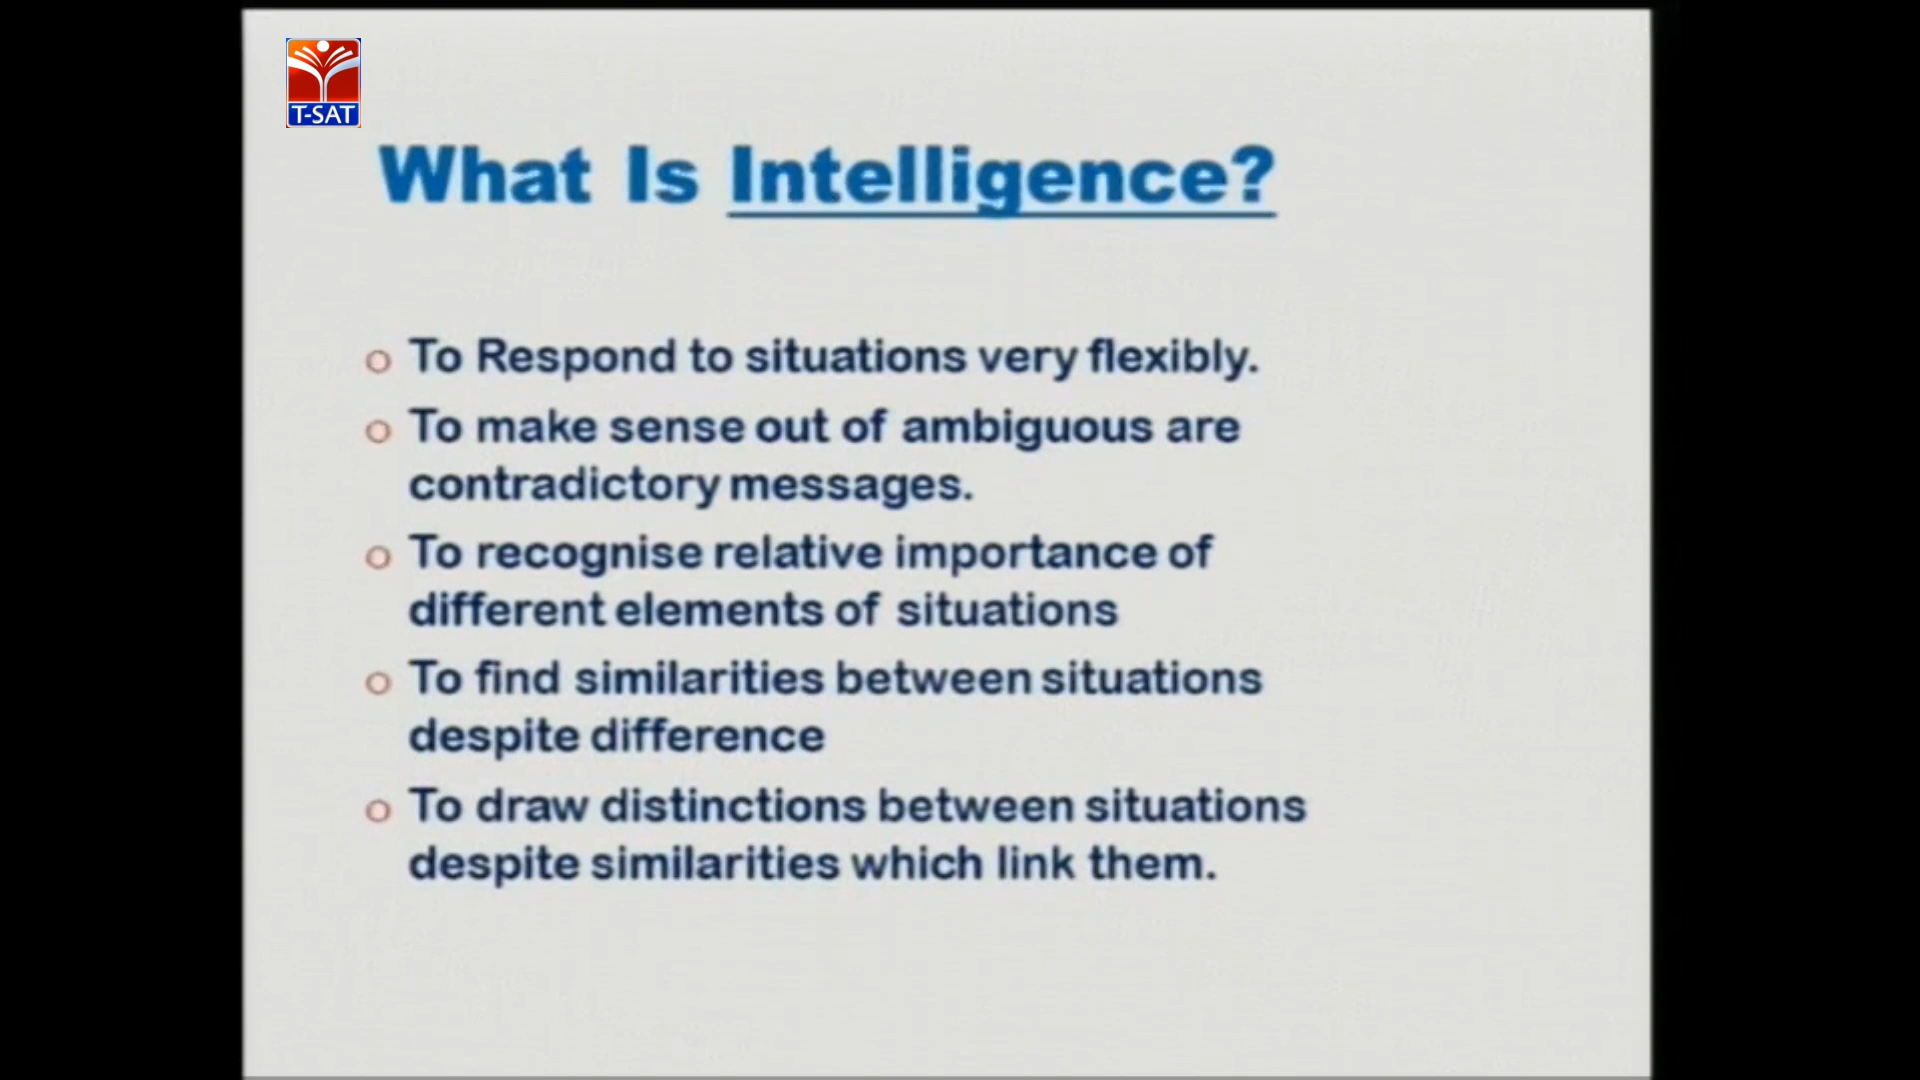 T-SAT
What Is Intelligence?
To Respond to situations very flexibly.
To make sense out of ambiguous are
contradictory messages.
To recognise relative importance of
different elements of situations
To find similarities between situations
despite difference
To draw distinctions between situations
despite similarities which link them.